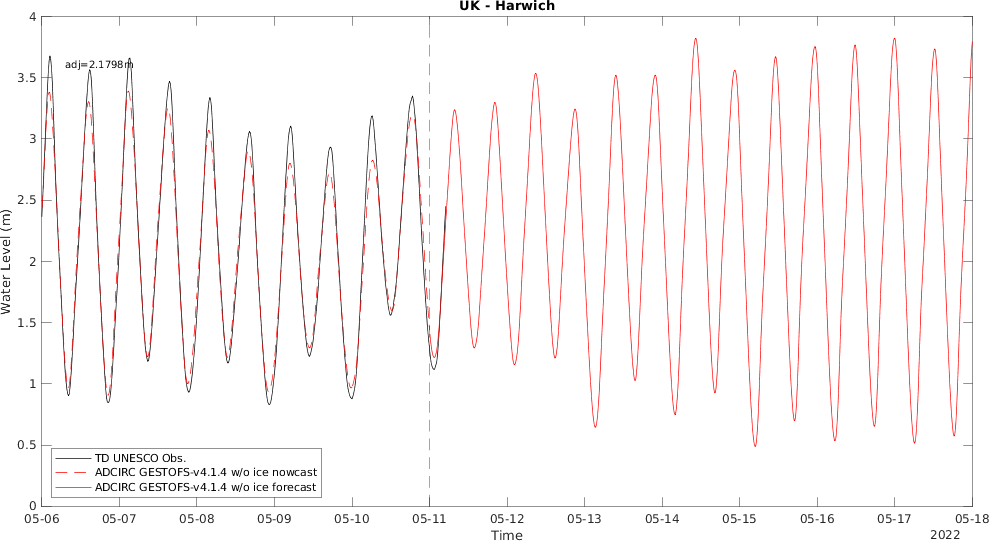 UK - Harwich
4
3.5
3
2.5
2
1.5
1
0.5
0
Water Level (m)
adj=2.1798m
TD UNESCO Obs.
ADCIRC GESTOFS-v4.1.4 w/o ice nowcast
ADCIRC GESTOFS-v4.1.4 w/o ice forecast
05-06 05-07 05-08 05-09 05-10 05-11 05-12 05-13 05-14 05-15 05-16 05-17 05-18
Time
2022